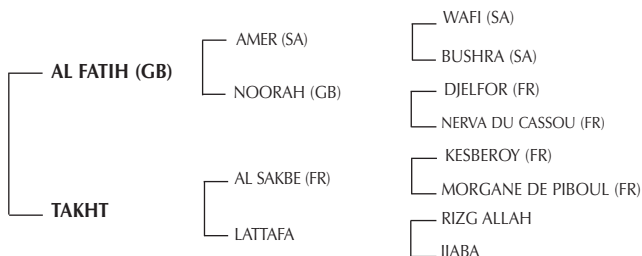 AL FATIH (GB)
TAKHT
AMER (SA)
NOORAH (GB)
AL SAKBE (FR)
LATTAFA
WAFI (SA)
BUSHRA (SA)
DJELFOR (FR)
NERVA DU CASSOU (FR)
KESBEROY (FR)
MORGANE DE PIBOUL (FR)
RIZG ALLAH
IJABA